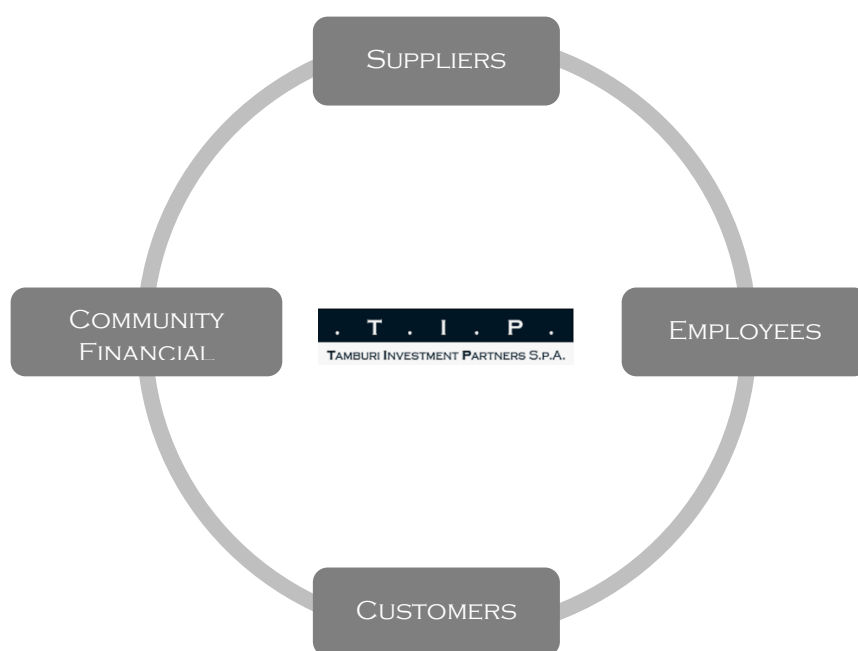 SUPPLIERS
COMMUNITY
FINANCIAL
. T . I . P .
TAMBURI INVESTMENT PARTNERS S.P.A.
EMPLOYEES
CUSTOMERS